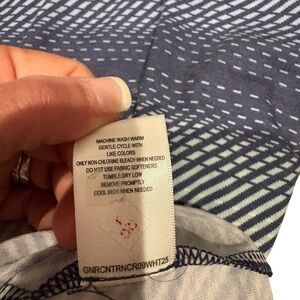 MACHINE WASH WARM
GENTLE CYCLE WITH
LIKE COLORS
ONLY NON-CHLORINE BLEACH WHEN NEEDED
DO NOT USE FABRIC SOFTENERS
TUMBLE DRY LOW
REMOVE PROMPTLY
COOL IRON WHEN NEEDED
GNRCNTRNCR09WHT25